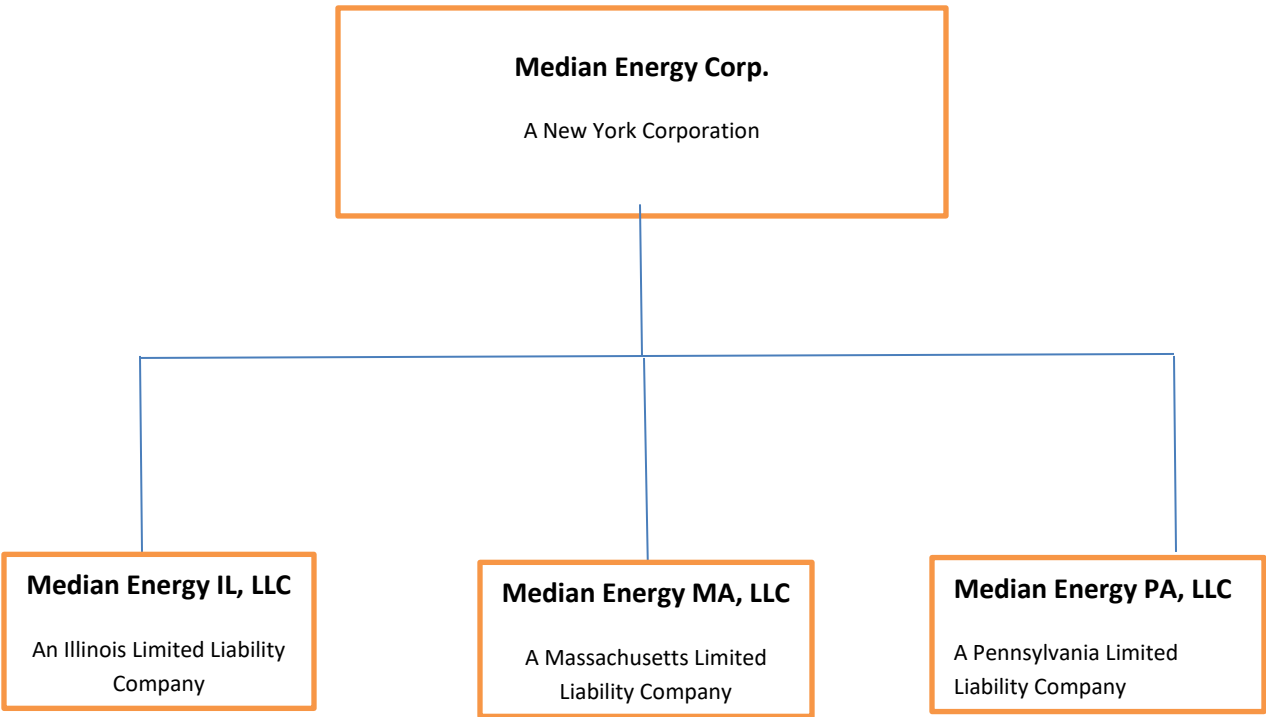 Median Energy Corp.
A New York Corporation
Median Energy IL, LLC
An Illinois Limited Liability
Company
Median Energy MA, LLC
A Massachusetts Limited
Liability Company
Median Energy PA, LLC
A Pennsylvania Limited
Liability Company